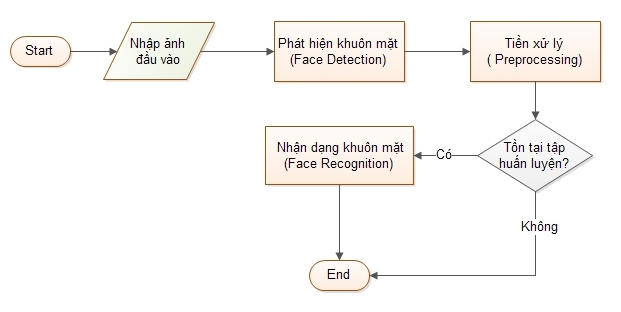 Start
Nhập ảnh
đầu vào
Phát hiện khuôn mặt
(Face Detection)
Tiền xử lý
( Preprocessing)
Tồn tại tập
huấn luyện?
Có
Nhận dạng khuôn mặt
(Face Recognition)
Không
End